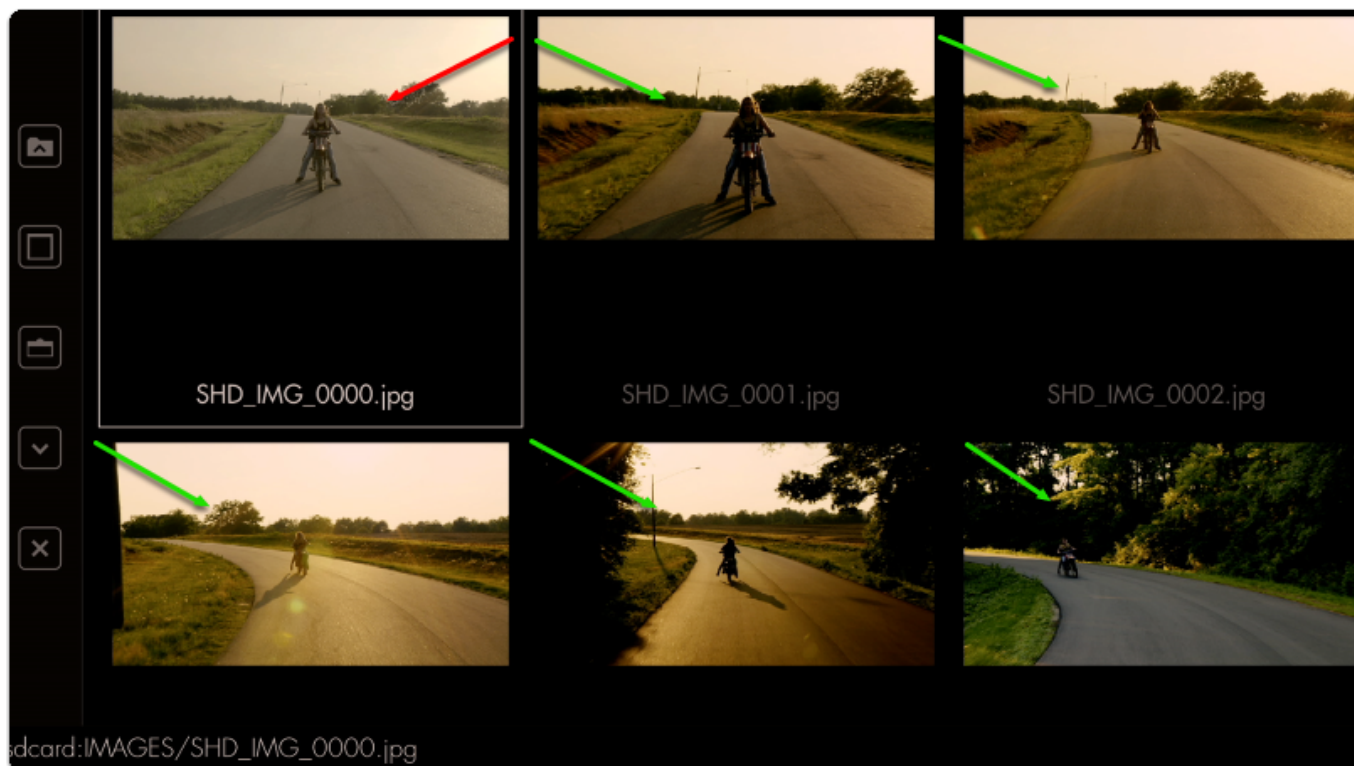 SHD_IMG_0000.jpg
SHD_IMG_0001.jpg
SHD_IMG_0002.jpg
sdcard:IMAGES/SHD_IMG_0000.jpg